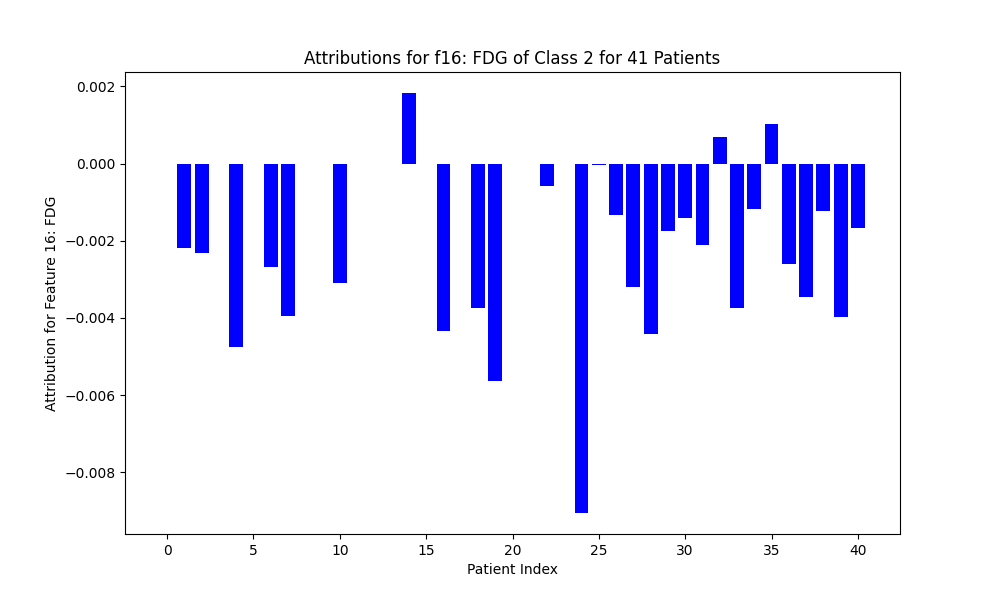 Attributions for f16: FDG of Class 2 for 41 Patients
Attribution for Feature 16: FDG
0.002
0.000
−0.002
−0.004
−0.006
−0.008
0 5 10 15 20 25 30 35 40
Patient Index